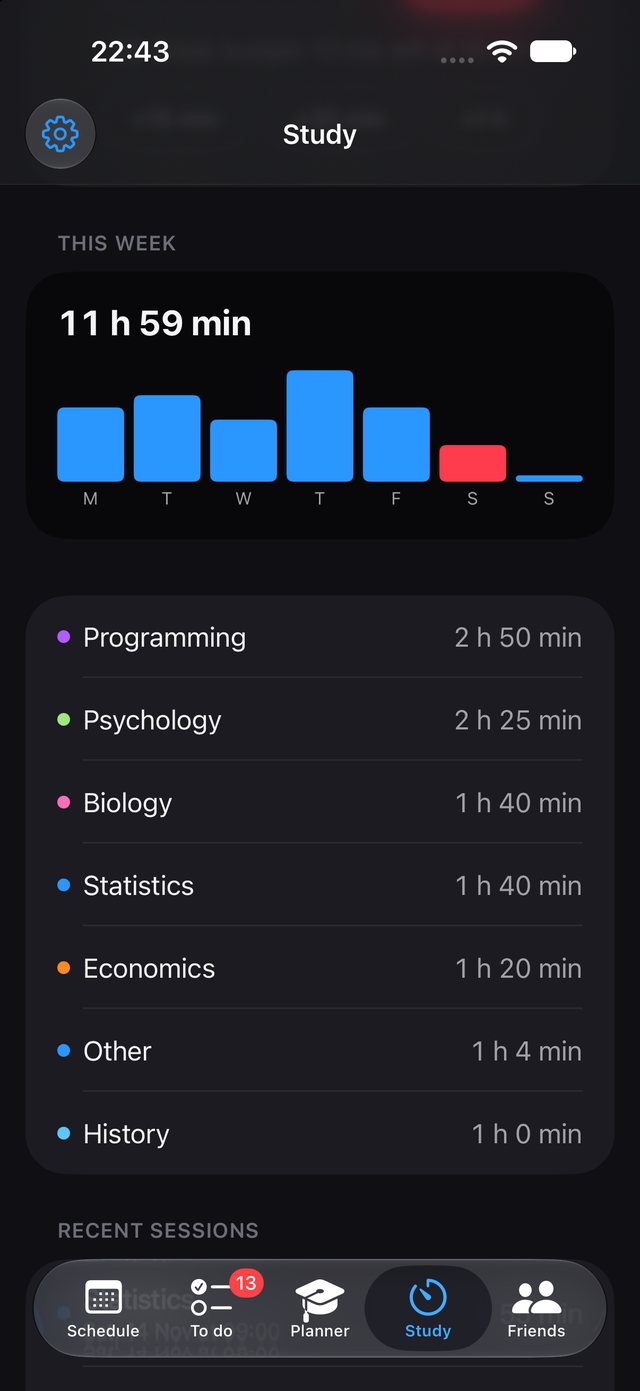 22:43
Study
THIS WEEK
11 h 59 min
M T W T F S S
Programming 2 h 50 min
Psychology 2 h 25 min
Biology 1 h 40 min
Statistics 1 h 40 min
Economics 1 h 20 min
Other 1 h 4 min
History 1 h 0 min
RECENT SESSIONS
13
Schedule To do Planner Study Friends